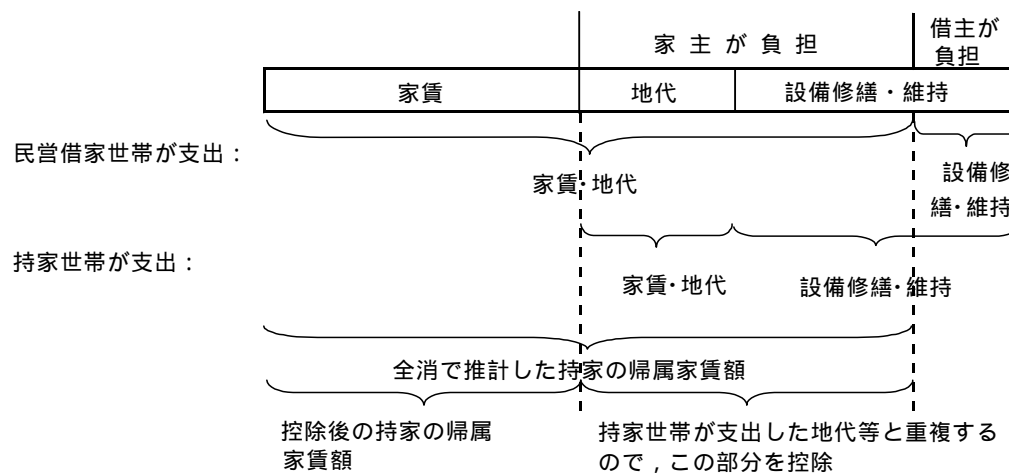 家主が負担
借主が
負担
家賃
地代
設備修繕・維持
民営借家世帯が支出：
家賃・地代
設備修
繕・維持
持家世帯が支出：
家賃・地代
設備修繕・維持
全消で推計した持家の帰属家賃額
控除後の持家の帰属
家賃額
持家世帯が支出した地代等と重複する
ので，この部分を控除